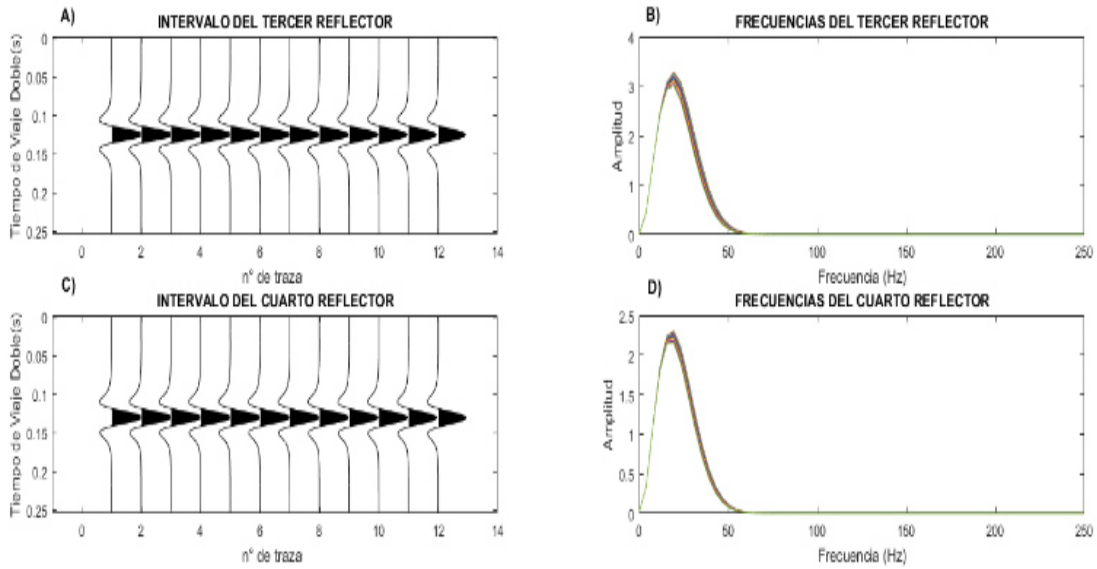 A)
INTERVALO DEL TERCER REFLECTOR
0
0.05
0.1
0.15
0.2
0.25
Tiempo de Viaje Doble(s)
0 2 4 6 8 10 12 14
nº de traza
B)
FRECUENCIAS DEL TERCER REFLECTOR
4
3
2
1
0
Amplitud
0 50 100 150 200 250
Frecuencia (Hz)
C)
INTERVALO DEL CUARTO REFLECTOR
0
0.05
0.1
0.15
0.2
0.25
Tiempo de Viaje Doble(s)
0 2 4 6 8 10 12 14
nº de traza
D)
FRECUENCIAS DEL CUARTO REFLECTOR
2.5
2
1.5
1
0.5
0
Amplitud
0 50 100 150 200 250
Frecuencia (Hz)